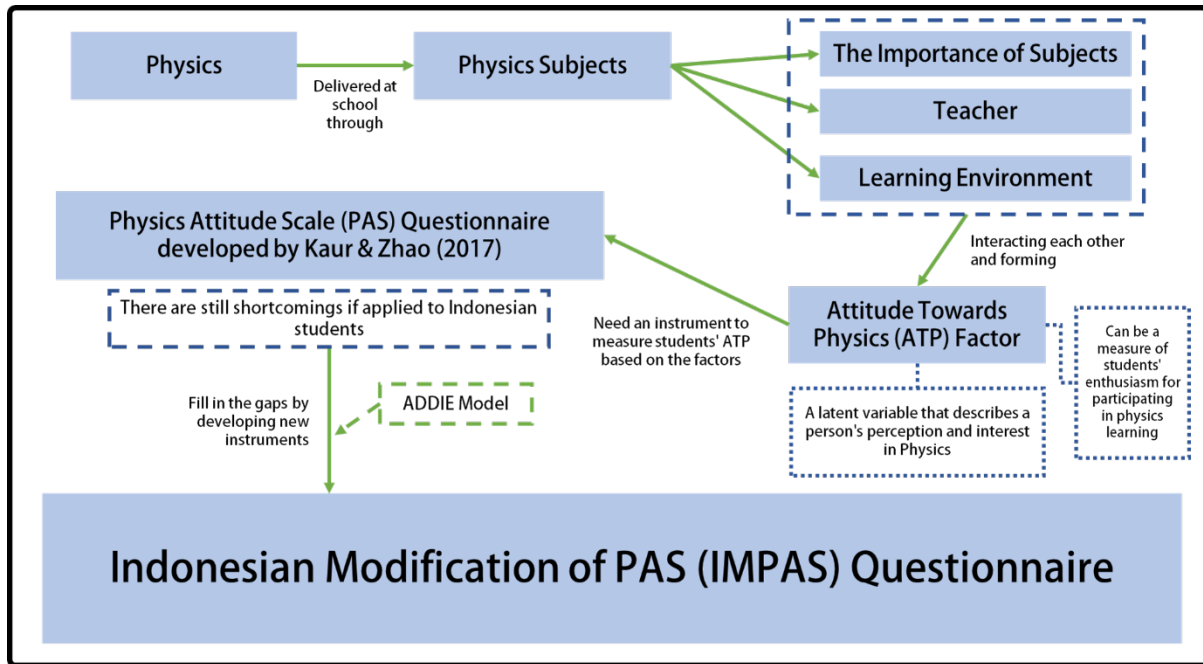 Physics
Delivered at
school
through
Physics Subjects
The Importance of Subjects
Teacher
Learning Environment
Interacting each other
and forming
Attitude Towards
Physics (ATP) Factor
Can be a
measure of
students'
enthusiasm for
participating
in physics
learning
A latent variable that describes a
person's perception and interest
in Physics
Need an instrument to
measure students' ATP
based on the factors
Physics Attitude Scale (PAS) Questionnaire
developed by Kaur & Zhao (2017)
There are still shortcomings if applied to Indonesian
students
Fill in the gaps by
developing new
instruments
ADDIE Model
Indonesian Modification of PAS (IMPAS) Questionnaire